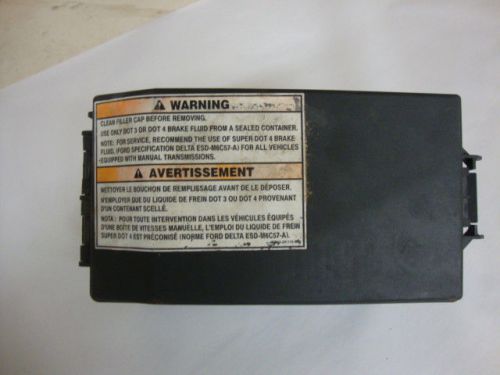 WARNING
CLEAN FILLER CAP BEFORE REMOVING.
USE ONLY DOT 3 OR DOT 4 BRAKE FLUID FROM A SEALED CONTAINER.
NOTE: FOR SERVICE, RECOMMEND THE USE OF SUPER DOT 4 BRAKE
FLUID, (FORD SPECIFICATION DELTA ESD-M6C57-A) FOR ALL VEHICLES
EQUIPPED WITH MANUAL TRANSMISSIONS.
AVERTISSEMENT
NETTOYER LE BOUCHON DE REMPLISSAGE AVANT DE LE DÉPOSER.
N'EMPLOYER QUE DU LIQUIDE DE FREIN DOT 3 OU DOT 4 PROVENANT
D'UN CONTENANT SCELLÉ.
NOTA : POUR TOUTE INTERVENTION DANS LES VÉHICULES ÉQUIPÉS
D'UNE BOÎTE DE VITESSES MANUELLE, L'EMPLOI DU LIQUIDE DE FREIN
SUPER DOT 4 EST PRÉCONISÉ (NORME FORD DELTA ESD-M6C57-A).